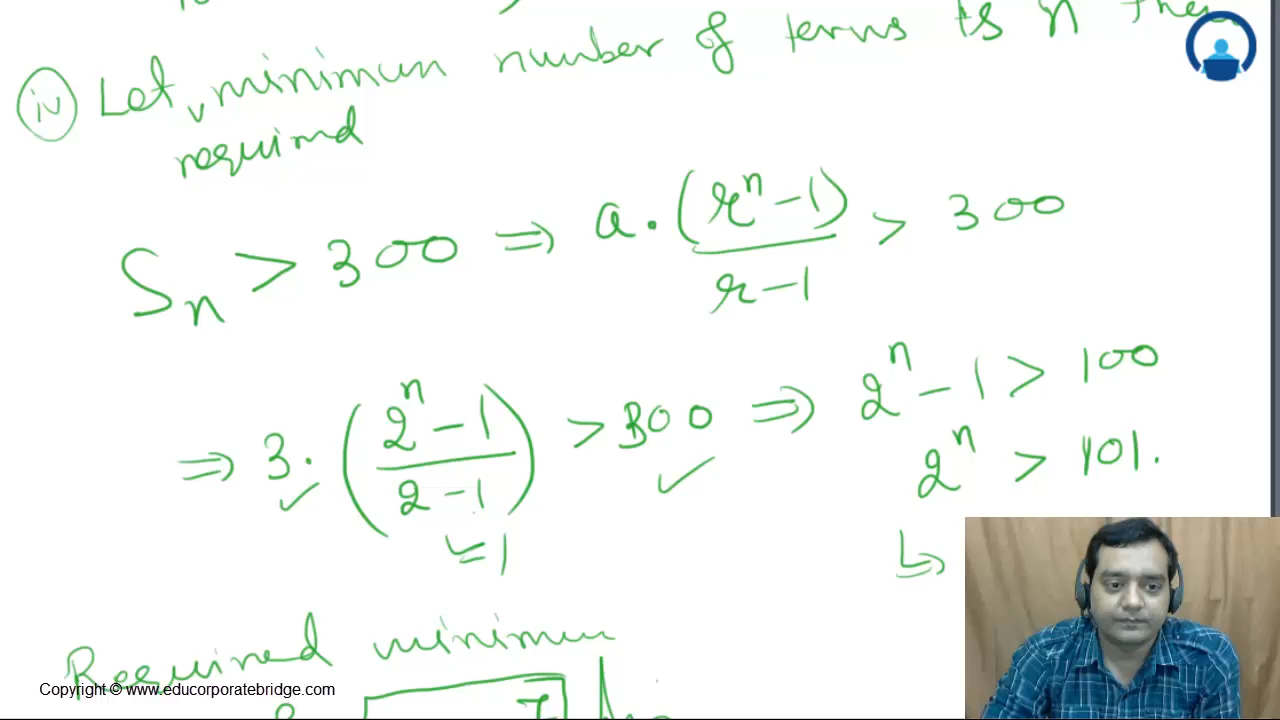 iv Let minimum number of terms is n then
required
Sn > 300 ⇒ a · (r^n - 1) / (r - 1) > 300
⇒ 3 · ((2^n - 1) / (2 - 1)) > 300 ⇒ 2^n - 1 > 100
2^n > 101.
= 1
Required minimum
7
Copyright © www.educorporatebridge.com